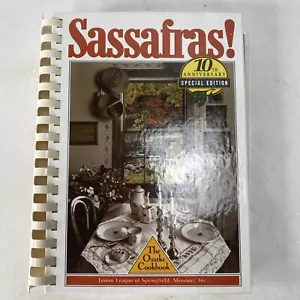 Sassafras!
10TH
ANNIVERSARY
SPECIAL EDITION
The
Ozarks
Cookbook
Junior League of Springfield, Missouri, Inc.